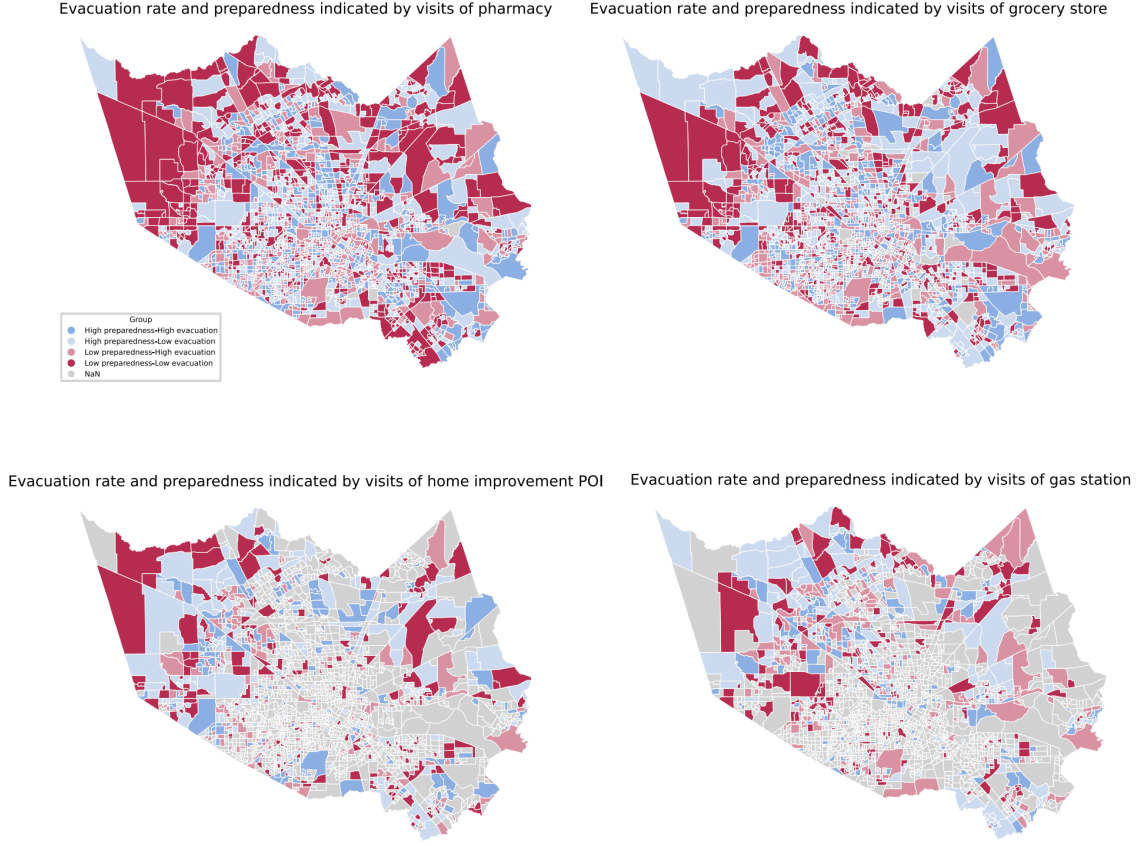 Evacuation rate and preparedness indicated by visits of pharmacy
Evacuation rate and preparedness indicated by visits of grocery store
Group
High preparedness-High evacuation
High preparedness-Low evacuation
Low preparedness-High evacuation
Low preparedness-Low evacuation
NaN
Evacuation rate and preparedness indicated by visits of home improvement POI
Evacuation rate and preparedness indicated by visits of gas station